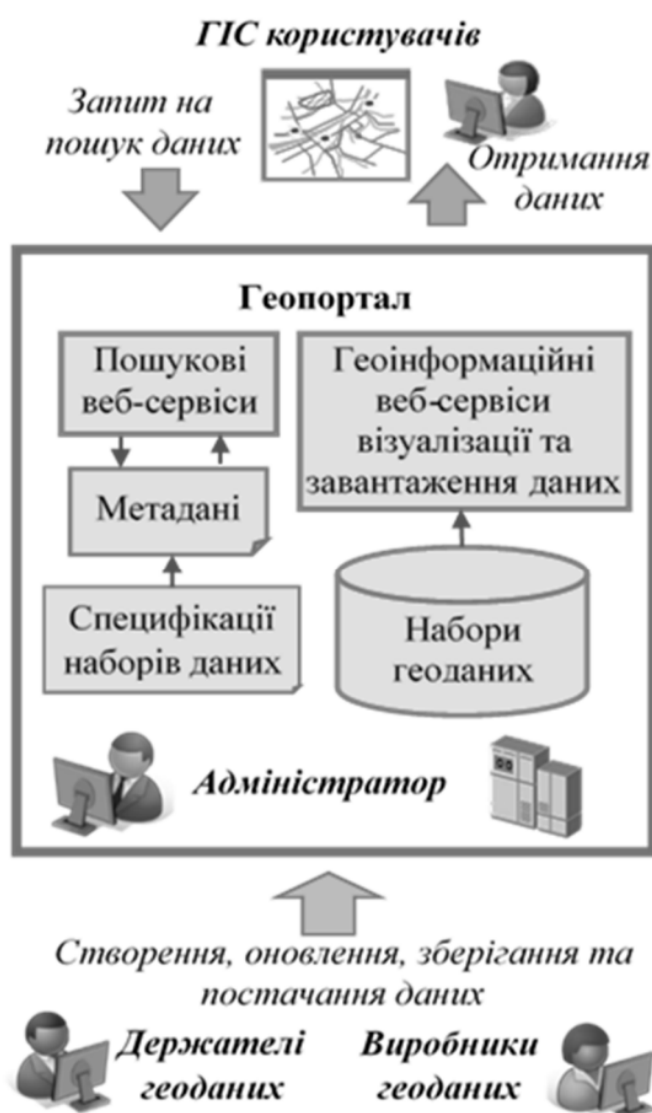 ГІС користувачів
Запит на
пошук даних
Отримання
даних
Геопортал
Пошукові
веб-сервіси
Геоінформаційні
веб-сервіси
візуалізації та
завантаження даних
Метадані
Специфікації
наборів даних
Набори
геоданих
Адміністратор
Створення, оновлення, зберігання та
постачання даних
Держателі
геоданих
Виробники
геоданих